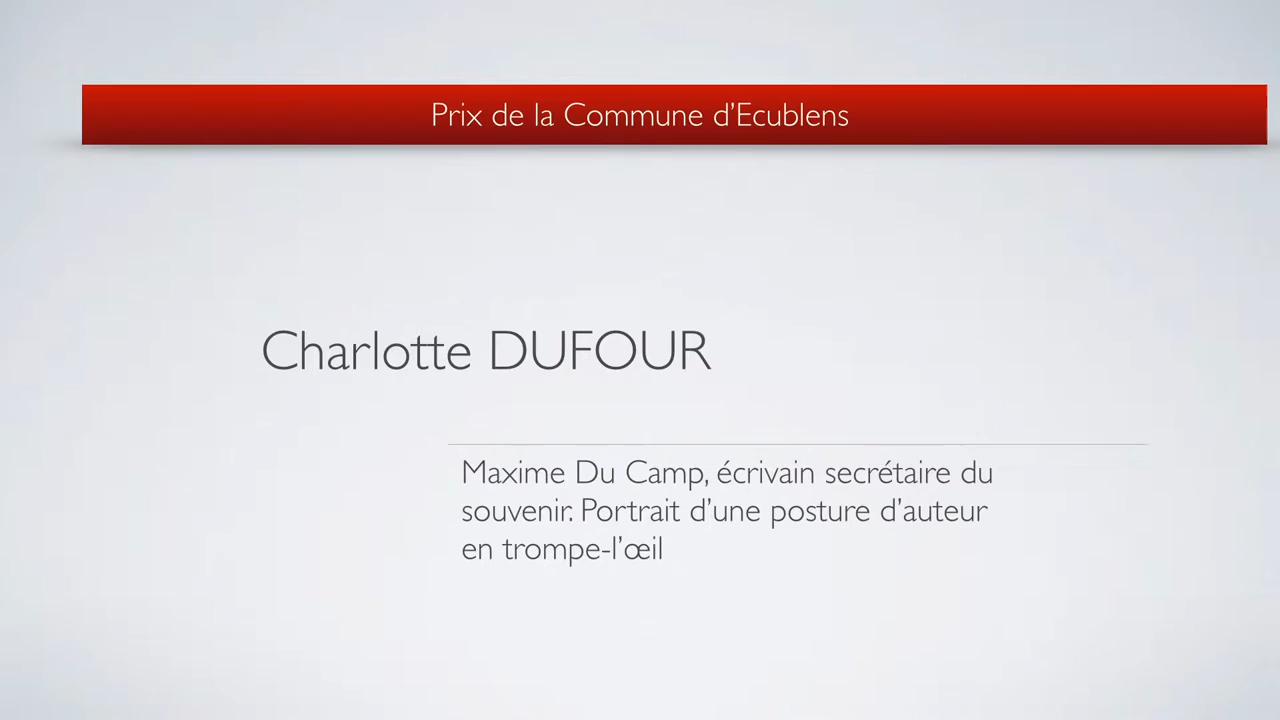 Prix de la Commune d’Ecublens
Charlotte DUFOUR
Maxime Du Camp, écrivain secrétaire du
souvenir. Portrait d’une posture d’auteur
en trompe-l’œil